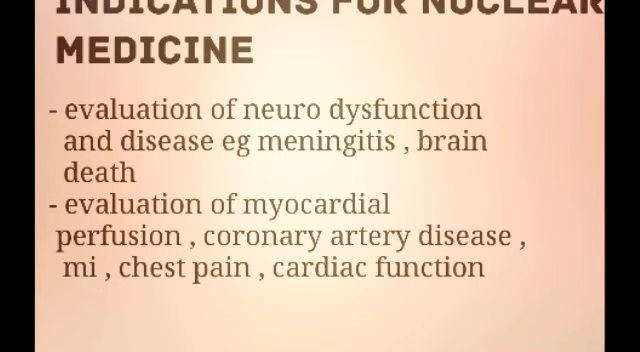 INDICATIONS FOR NUCLEAR
MEDICINE
- evaluation of neuro dysfunction
and disease eg meningitis , brain
death
- evaluation of myocardial
perfusion , coronary artery disease ,
mi , chest pain , cardiac function